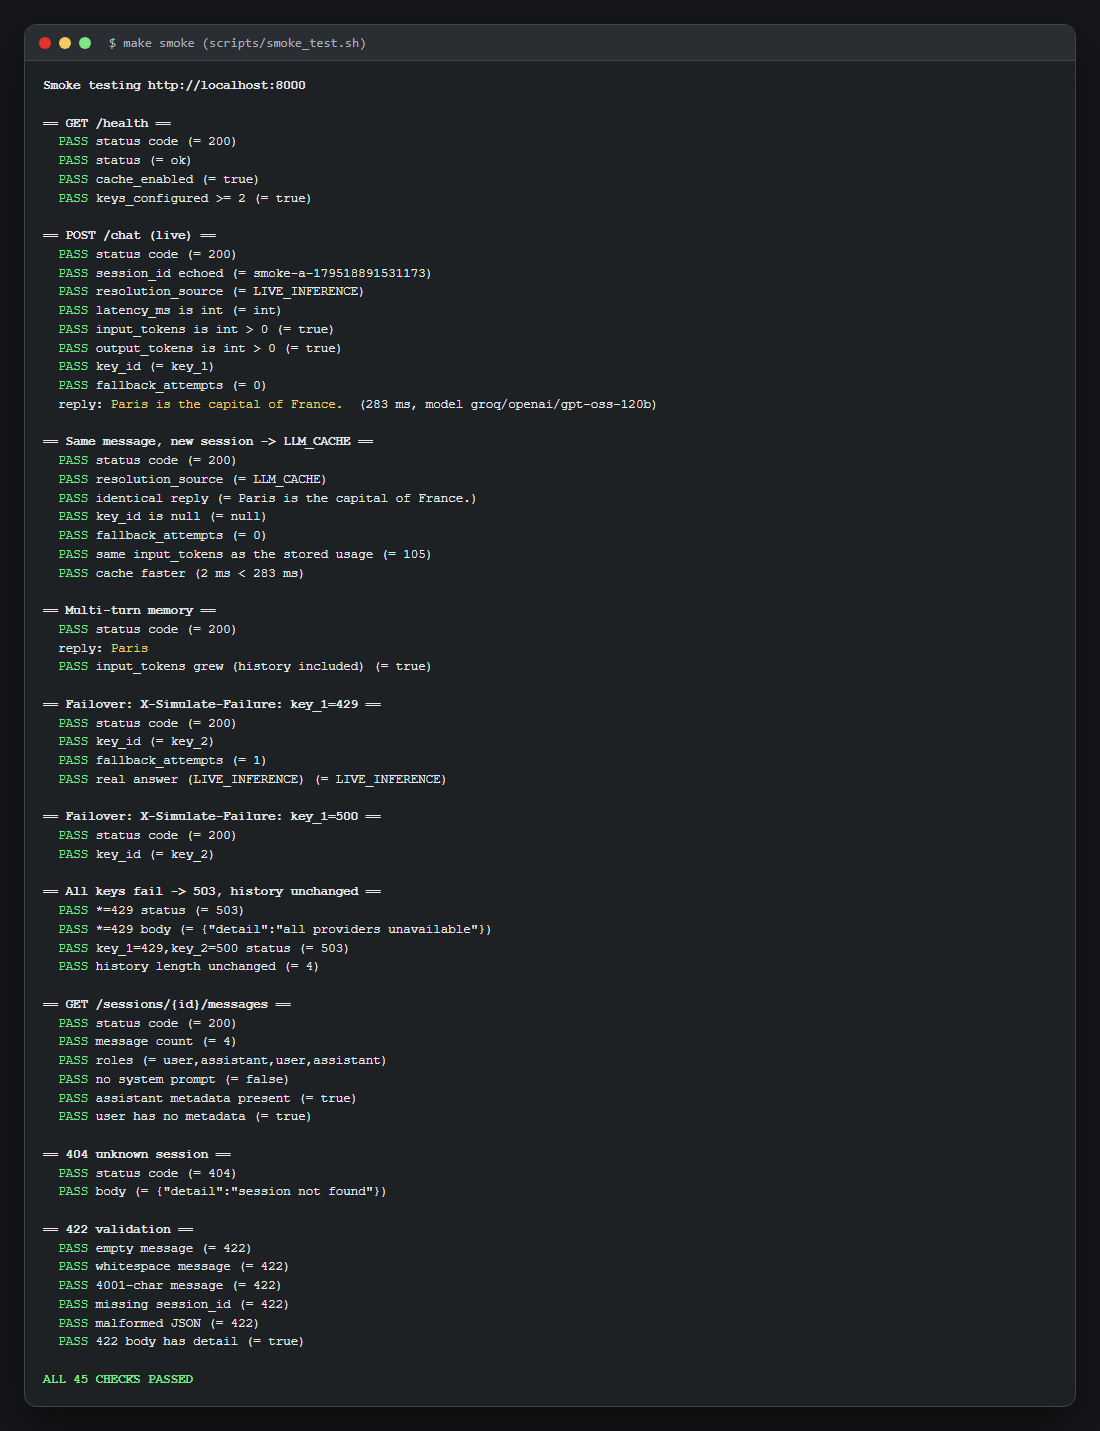 $ make smoke (scripts/smoke_test.sh)
Smoke testing http://localhost:8000
== GET /health ==
PASS status code (= 200)
PASS status (= ok)
PASS cache_enabled (= true)
PASS keys_configured >= 2 (= true)
== POST /chat (live) ==
PASS status code (= 200)
PASS session_id echoed (= smoke-a-179518891531173)
PASS resolution_source (= LIVE_INFERENCE)
PASS latency_ms is int (= int)
PASS input_tokens is int > 0 (= true)
PASS output_tokens is int > 0 (= true)
PASS key_id (= key_1)
PASS fallback_attempts (= 0)
reply: Paris is the capital of France.  (283 ms, model groq/openai/gpt-oss-120b)
== Same message, new session -> LLM_CACHE ==
PASS status code (= 200)
PASS resolution_source (= LLM_CACHE)
PASS identical reply (= Paris is the capital of France.)
PASS key_id is null (= null)
PASS fallback_attempts (= 0)
PASS same input_tokens as the stored usage (= 105)
PASS cache faster (2 ms < 283 ms)
== Multi-turn memory ==
PASS status code (= 200)
reply: Paris
PASS input_tokens grew (history included) (= true)
== Failover: X-Simulate-Failure: key_1=429 ==
PASS status code (= 200)
PASS key_id (= key_2)
PASS fallback_attempts (= 1)
PASS real answer (LIVE_INFERENCE) (= LIVE_INFERENCE)
== Failover: X-Simulate-Failure: key_1=500 ==
PASS status code (= 200)
PASS key_id (= key_2)
== All keys fail -> 503, history unchanged ==
PASS *=429 status (= 503)
PASS *=429 body (= {"detail":"all providers unavailable"})
PASS key_1=429,key_2=500 status (= 503)
PASS history length unchanged (= 4)
== GET /sessions/{id}/messages ==
PASS status code (= 200)
PASS message count (= 4)
PASS roles (= user,assistant,user,assistant)
PASS no system prompt (= false)
PASS assistant metadata present (= true)
PASS user has no metadata (= true)
== 404 unknown session ==
PASS status code (= 404)
PASS body (= {"detail":"session not found"})
== 422 validation ==
PASS empty message (= 422)
PASS whitespace message (= 422)
PASS 4001-char message (= 422)
PASS missing session_id (= 422)
PASS malformed JSON (= 422)
PASS 422 body has detail (= true)
ALL 45 CHECKS PASSED